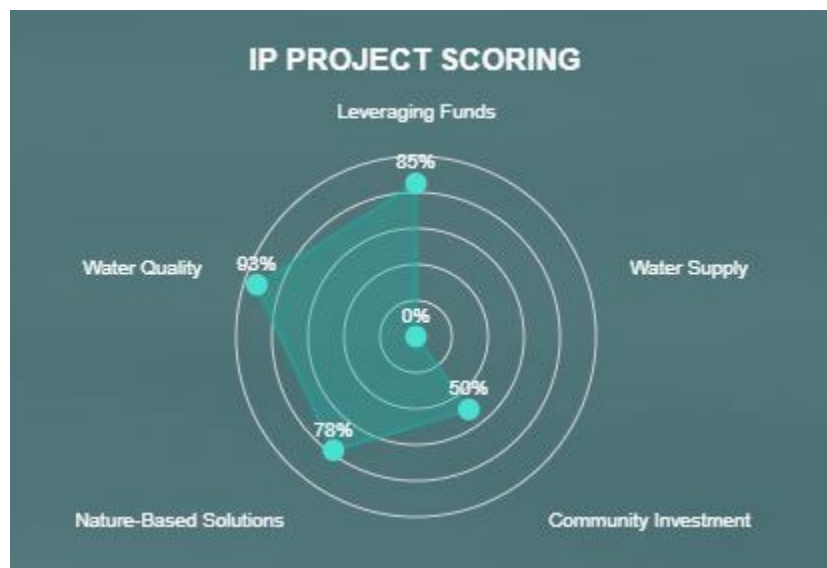 IP PROJECT SCORING
Leveraging Funds
85%
Water Quality
93%
Water Supply
0%
50%
78%
Nature-Based Solutions
Community Investment